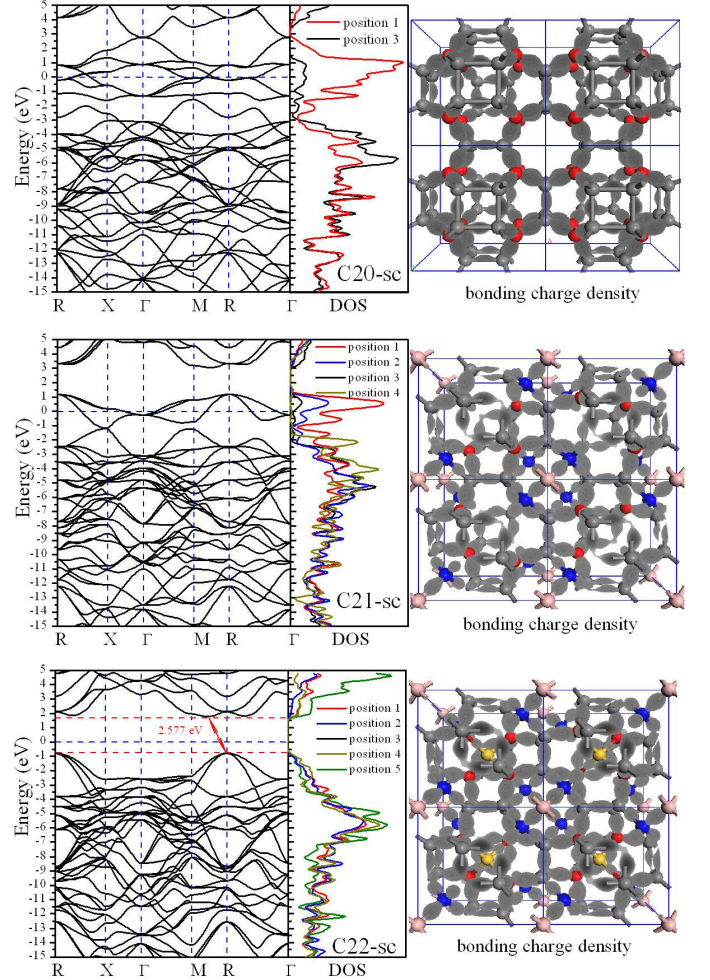 5
4
3
2
1
0
-1
-2
-3
-4
-5
-6
-7
-8
-9
-10
-11
-12
-13
-14
-15
Energy (eV)
position 1
position 3
C20-sc
R X Γ M R Γ DOS
bonding charge density
5
4
3
2
1
0
-1
-2
-3
-4
-5
-6
-7
-8
-9
-10
-11
-12
-13
-14
-15
Energy (eV)
position 1
position 2
position 3
position 4
C21-sc
R X Γ M R Γ DOS
bonding charge density
5
4
3
2
1
0
-1
-2
-3
-4
-5
-6
-7
-8
-9
-10
-11
-12
-13
-14
-15
Energy (eV)
2.577 eV
position 1
position 2
position 3
position 4
position 5
C22-sc
R X Γ M R Γ DOS
bonding charge density